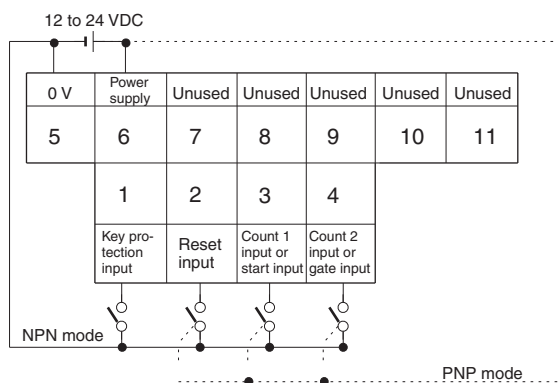 12 to 24 VDC
0 V
Power
supply
Unused
Unused
Unused
Unused
Unused
5
6
7
8
9
10
11
1
2
3
4
Key pro-
tection
input
Reset
input
Count 1
input or
start input
Count 2
input or
gate input
NPN mode
PNP mode